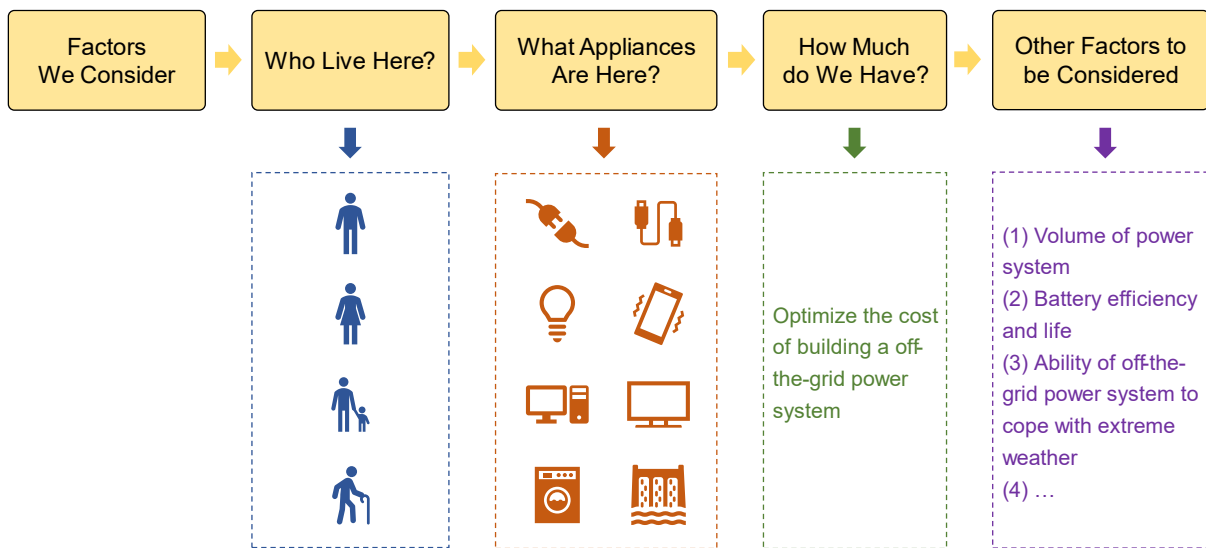 Factors
We Consider
Who Live Here?
What Appliances
Are Here?
How Much
do We Have?
Other Factors to
be Considered
Optimize the cost
of building a off-
the-grid power
system
(1) Volume of power
system
(2) Battery efficiency
and life
(3) Ability of off-the-
grid power system to
cope with extreme
weather
(4) …